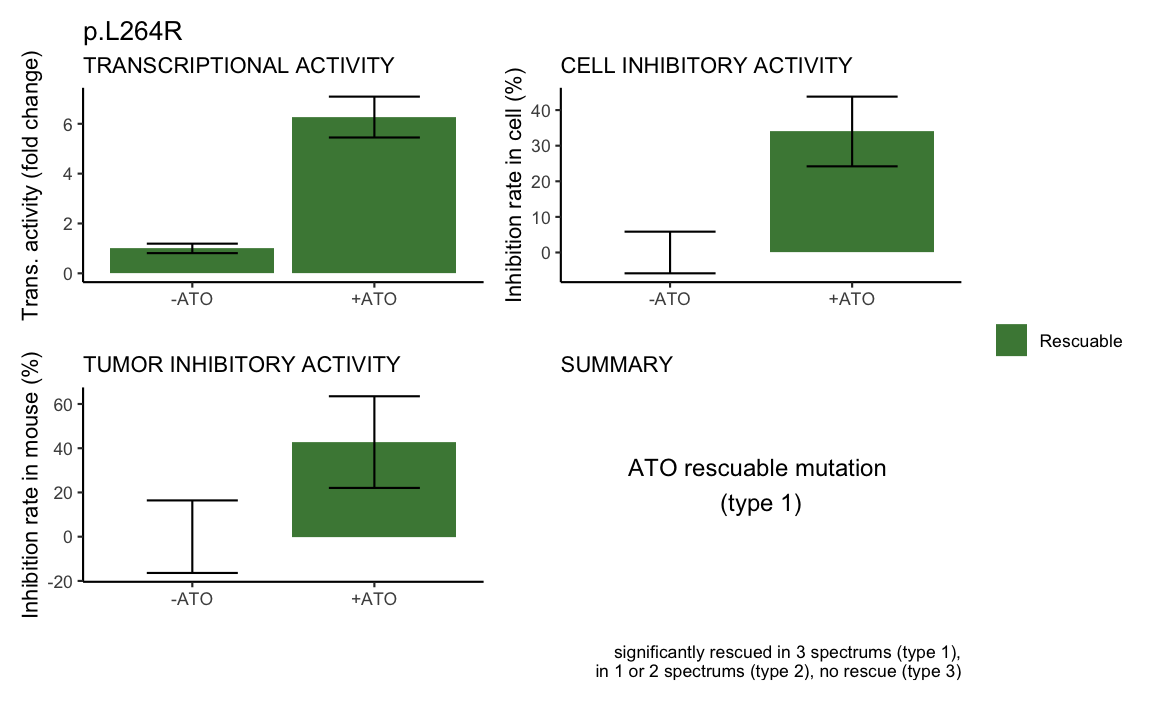 p.L264R
TRANSCRIPTIONAL ACTIVITY
Trans. activity (fold change)
6
4
2
0
-ATO
+ATO
CELL INHIBITORY ACTIVITY
Inhibition rate in cell (%)
40
30
20
10
0
-ATO
+ATO
Rescuable
TUMOR INHIBITORY ACTIVITY
Inhibition rate in mouse (%)
60
40
20
0
-20
-ATO
+ATO
SUMMARY
ATO rescuable mutation
(type 1)
significantly rescued in 3 spectrums (type 1),
in 1 or 2 spectrums (type 2), no rescue (type 3)